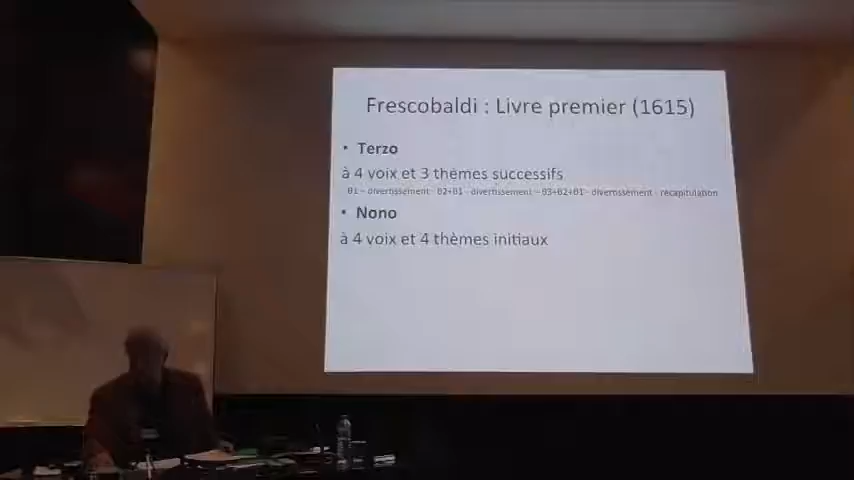 Frescobaldi : Livre premier (1615)
• Terzo
à 4 voix et 3 thèmes successifs
θ1 – divertissement - θ2+θ1 - divertissement – θ3+θ2+θ1 - divertissement - récapitulation
• Nono
à 4 voix et 4 thèmes initiaux